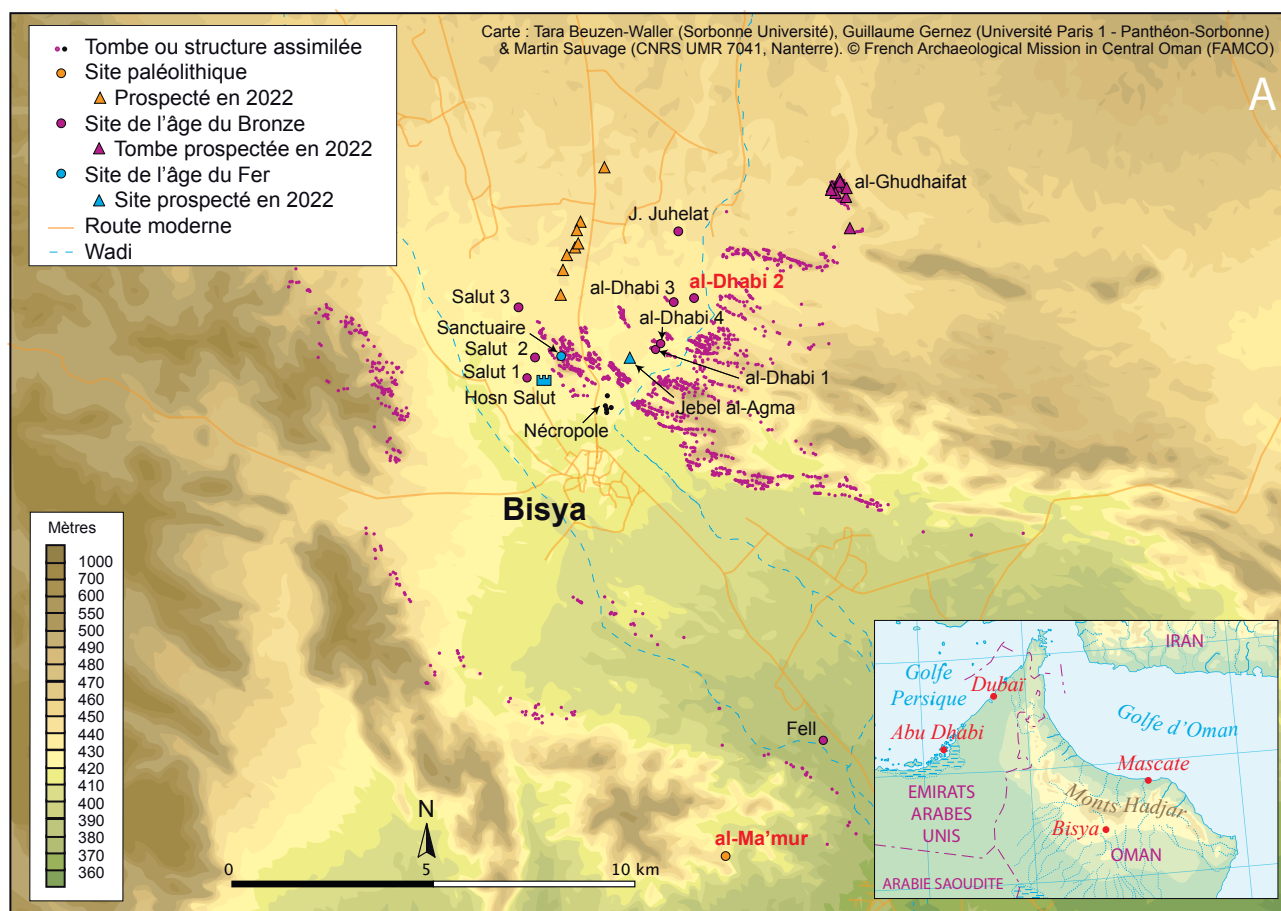 Carte : Tara Beuzen-Waller (Sorbonne Université), Guillaume Gernez (Université Paris 1 - Panthéon-Sorbonne)
& Martin Sauvage (CNRS UMR 7041, Nanterre). © French Archaeological Mission in Central Oman (FAMCO)
A
Tombe ou structure assimilée
Site paléolithique
Prospecté en 2022
Site de l'âge du Bronze
Tombe prospectée en 2022
Site de l'âge du Fer
Site prospecté en 2022
Route moderne
Wadi
al-Ghudhaifat
J. Juhelat
al-Dhabi 2
al-Dhabi 3
Salut 3
al-Dhabi 4
Sanctuaire
Salut 2
Salut 1
al-Dhabi 1
Hosn Salut
Jebel al-Agma
Nécropole
Bisya
Mètres
1000
700
600
550
500
490
480
470
460
450
440
430
420
410
400
390
380
370
360
Fell
al-Ma'mur
N
0
5
10 km
IRAN
Golfe
Persique
Dubaï
Golfe d'Oman
Abu Dhabi
Mascate
Monts Hadjar
EMIRATS
ARABES
UNIS
Bisya
OMAN
ARABIE SAOUDITE